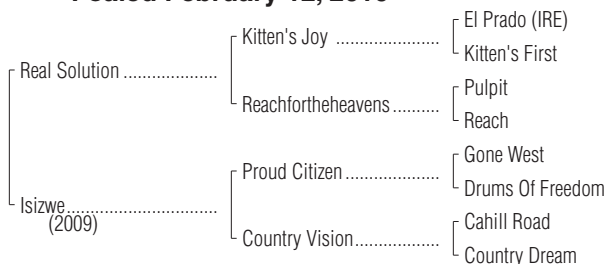 Foaled February 12,
El Prado (IRE)
Kitten's Joy ....................
Kitten's First
Real Solution ..................
Pulpit
Reachfortheheavens.........
Reach
Gone West
Proud Citizen..................
Drums Of Freedom
Isizwe.............................
(2009)
Cahill Road
Country Vision................
Country Dream